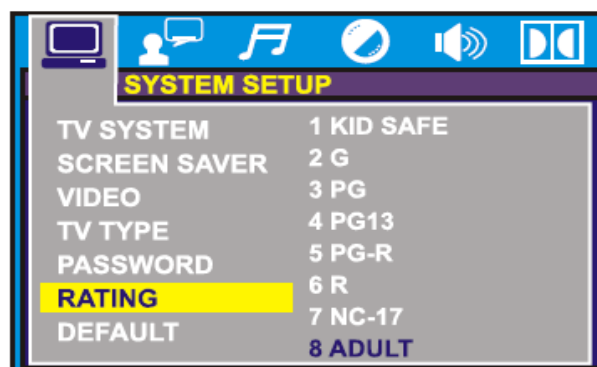 SYSTEM SETUP
TV SYSTEM
SCREEN SAVER
VIDEO
TV TYPE
PASSWORD
RATING
DEFAULT
1 KID SAFE
2 G
3 PG
4 PG13
5 PG-R
6 R
7 NC-17
8 ADULT